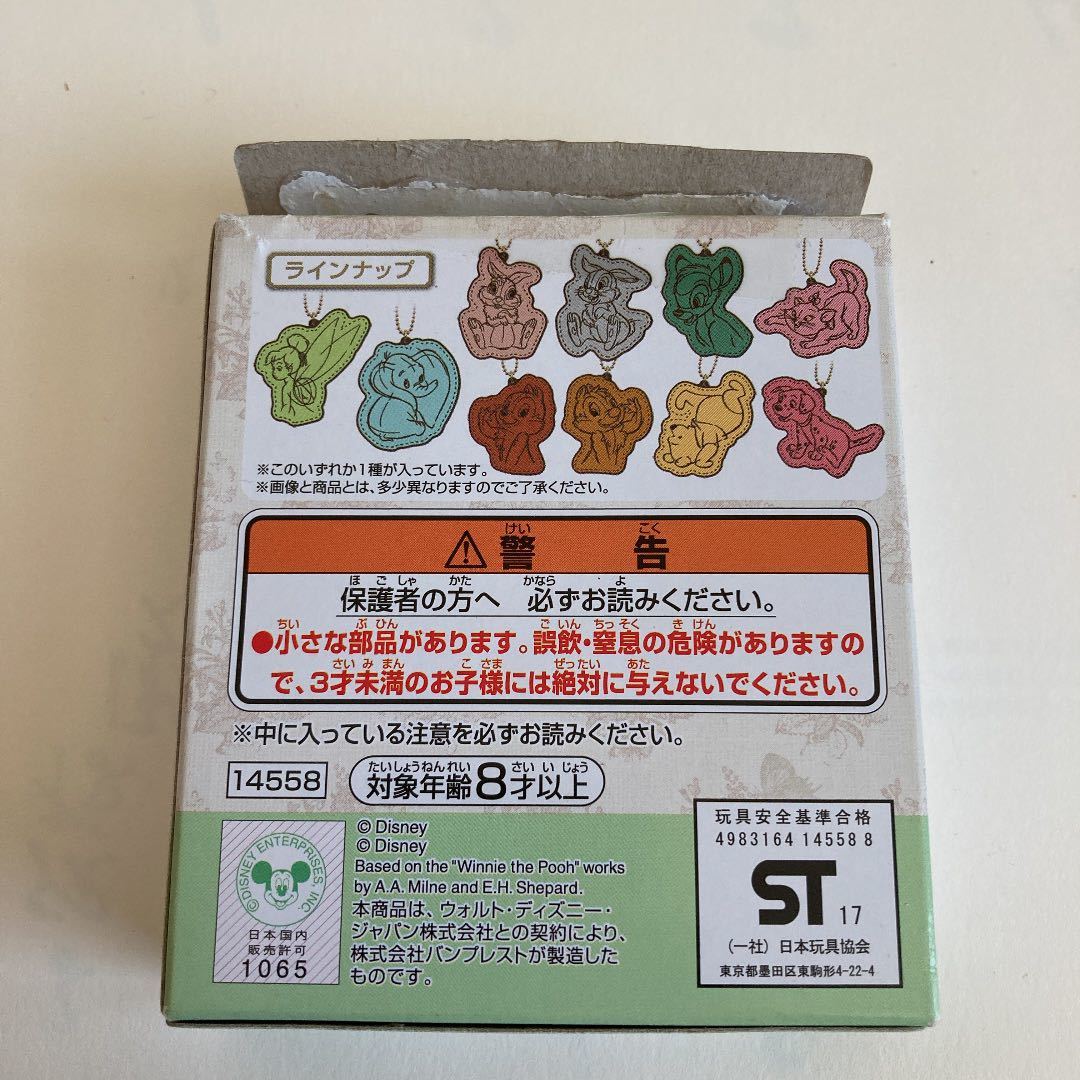 ラインナップ
※このいずれか1種が入っています。
※画像と商品とは、多少異なりますのでご了承ください。
けい こく
警告
ほごしゃ かた かなら よ
保護者の方へ 必ずお読みください。
ちい ぶひん ごいん ちっそく きけん
●小さな部品があります。誤飲・窒息の危険がありますの
さいみまん こさま ぜったい あた
で、3才未満のお子様には絶対に与えないでください。
※中に入っている注意を必ずお読みください。
14558
たいしょうねんれい さいいじょう
対象年齢8才以上
©DISNEY ENTERPRISES, INC.
日本国内
販売許可
1065
© Disney
© Disney
Based on the "Winnie the Pooh" works
by A.A. Milne and E.H. Shepard.
本商品は、ウォルト・ディズニー・
ジャパン株式会社との契約により、
株式会社バンプレストが製造した
ものです。
玩具安全基準合格
4983164 14558 8
ST 17
(一社)日本玩具協会
東京都墨田区東駒形4-22-4